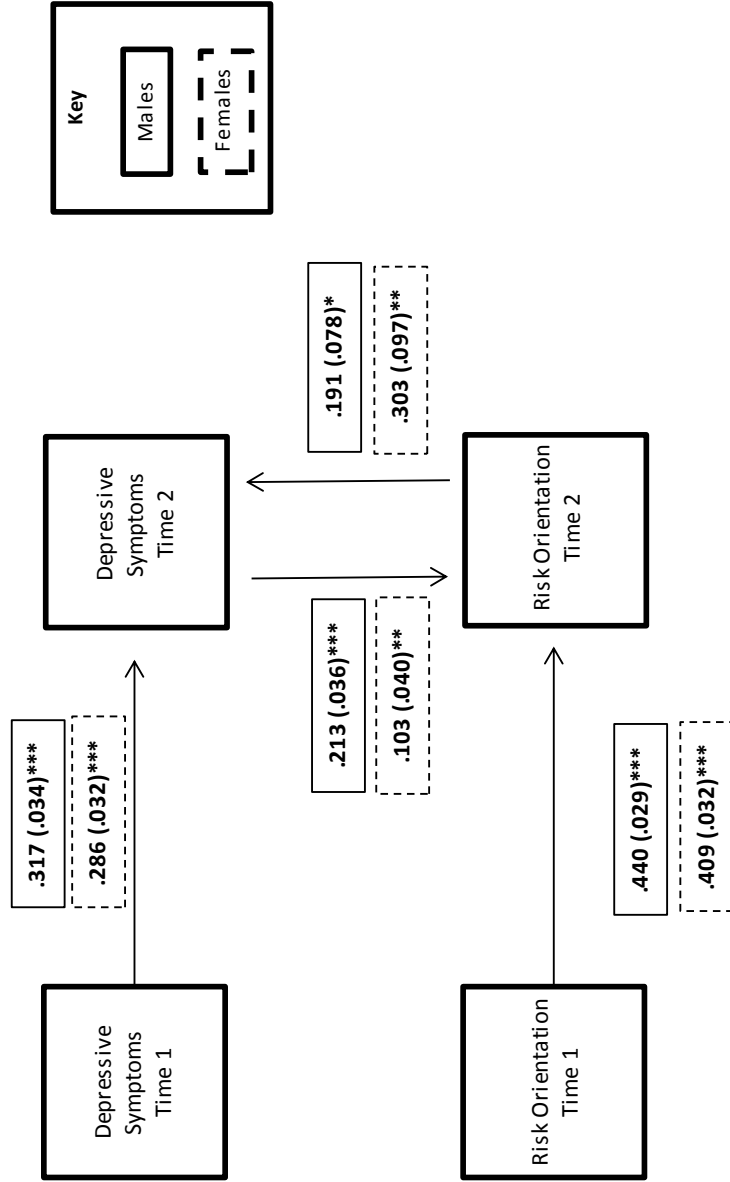 Depressive
Symptoms
Time 1
.317 (.034)***
.286 (.032)***
Depressive
Symptoms
Time 2
Key
Males
Females
.213 (.036)***
.103 (.040)**
.191 (.078)*
.303 (.097)**
Risk Orientation
Time 1
.440 (.029)***
.409 (.032)***
Risk Orientation
Time 2